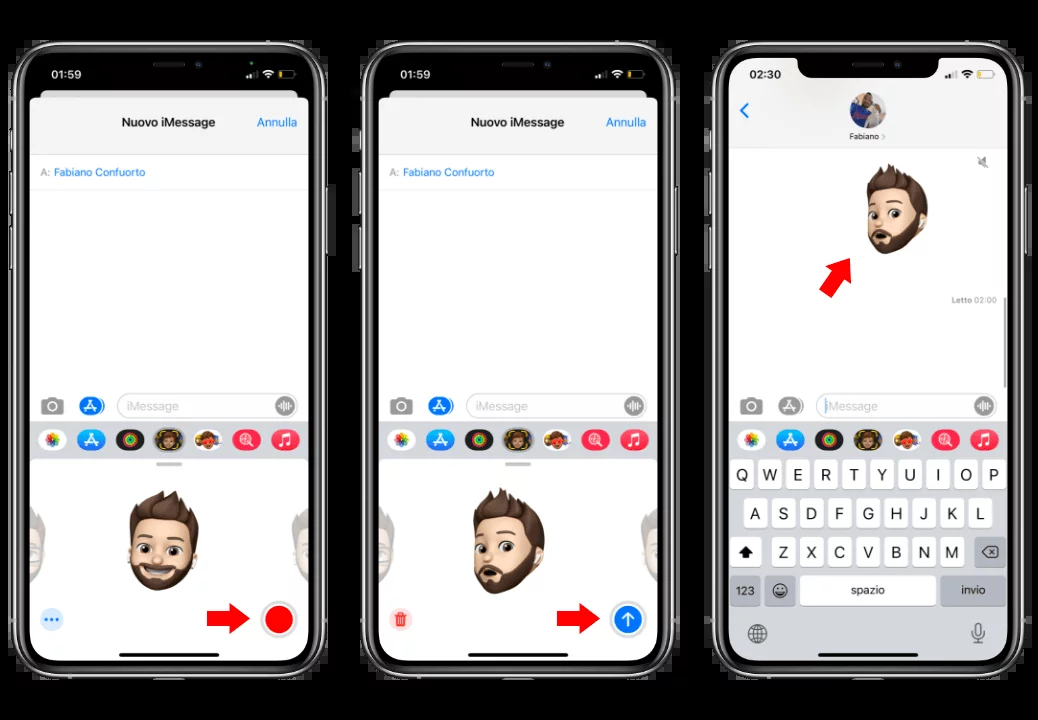 01:59
Nuovo iMessage
Annulla
A: Fabiano Confuorto
iMessage
01:59
Nuovo iMessage
Annulla
A: Fabiano Confuorto
iMessage
02:30
Fabiano
Letto 02:00
iMessage
Q W E R T Y U I O P
A S D F G H J K L
Z X C V B N M
123 spazio invio